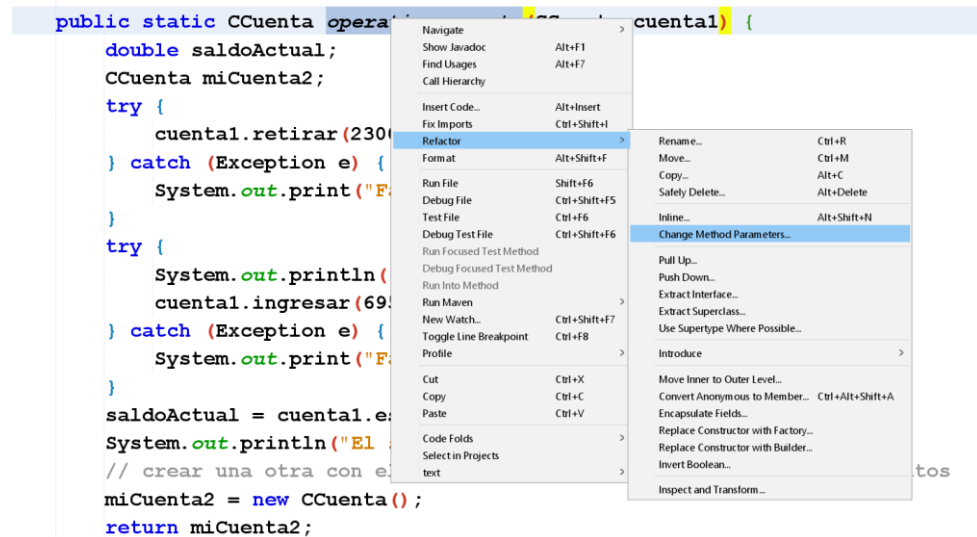 public static CCuenta operati cuenta1) {
double saldoActual;
CCuenta miCuenta2;
try {
cuenta1.retirar(230
} catch (Exception e) {
System.out.print("F
}
try {
System.out.println(
cuenta1.ingresar(695
} catch (Exception e) {
System.out.print("F
}
saldoActual = cuenta1.es
System.out.println("El
// crear una otra con el tos
miCuenta2 = new CCuenta();
return miCuenta2;
Navigate >
Show Javadoc Alt+F1
Find Usages Alt+F7
Call Hierarchy
Insert Code... Alt+Insert
Fix Imports Ctrl+Shift+I
Refactor >
Format Alt+Shift+F
Run File Shift+F6
Debug File Ctrl+Shift+F5
Test File Ctrl+F6
Debug Test File Ctrl+Shift+F6
Run Focused Test Method
Debug Focused Test Method
Run Into Method
Run Maven >
New Watch... Ctrl+Shift+F7
Toggle Line Breakpoint Ctrl+F8
Profile >
Cut Ctrl+X
Copy Ctrl+C
Paste Ctrl+V
Code Folds >
Select in Projects
text >
Rename... Ctrl+R
Move... Ctrl+M
Copy... Alt+C
Safely Delete... Alt+Delete
Inline... Alt+Shift+N
Change Method Parameters...
Pull Up...
Push Down...
Extract Interface...
Extract Superclass...
Use Supertype Where Possible...
Introduce >
Move Inner to Outer Level...
Convert Anonymous to Member... Ctrl+Alt+Shift+A
Encapsulate Fields...
Replace Constructor with Factory...
Replace Constructor with Builder...
Invert Boolean...
Inspect and Transform...